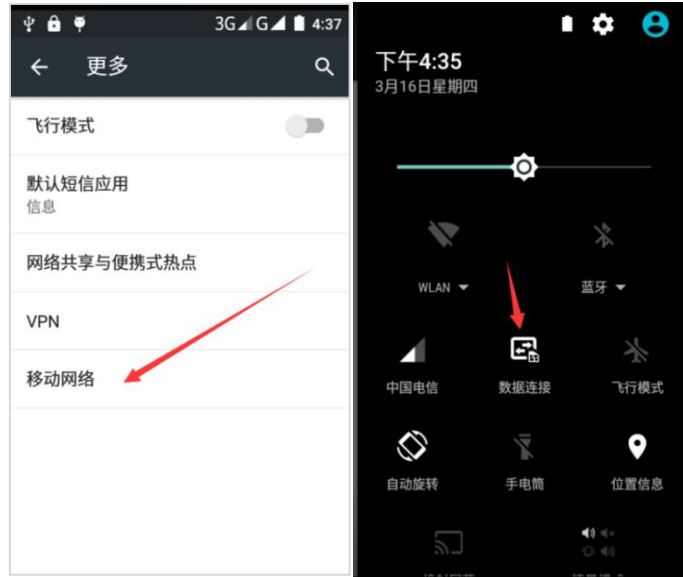 3G G 4:37
更多
飞行模式
默认短信应用
信息
网络共享与便携式热点
VPN
移动网络
下午4:35
3月16日星期四
WLAN
蓝牙
中国电信
数据连接
飞行模式
自动旋转
手电筒
位置信息